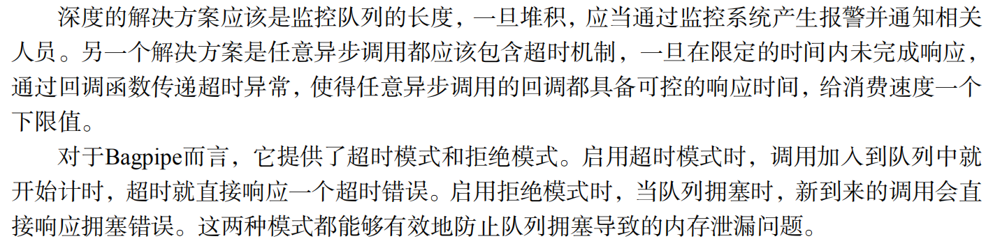 深度的解决方案应该是监控队列的长度，一旦堆积，应当通过监控系统产生报警并通知相关
人员。另一个解决方案是任意异步调用都应该包含超时机制，一旦在限定的时间内未完成响应，
通过回调函数传递超时异常，使得任意异步调用的回调都具备可控的响应时间，给消费速度一个
下限值。
对于Bagpipe而言，它提供了超时模式和拒绝模式。启用超时模式时，调用加入到队列中就
开始计时，超时就直接响应一个超时错误。启用拒绝模式时，当队列拥塞时，新到来的调用会直
接响应拥塞错误。这两种模式都能够有效地防止队列拥塞导致的内存泄漏问题。